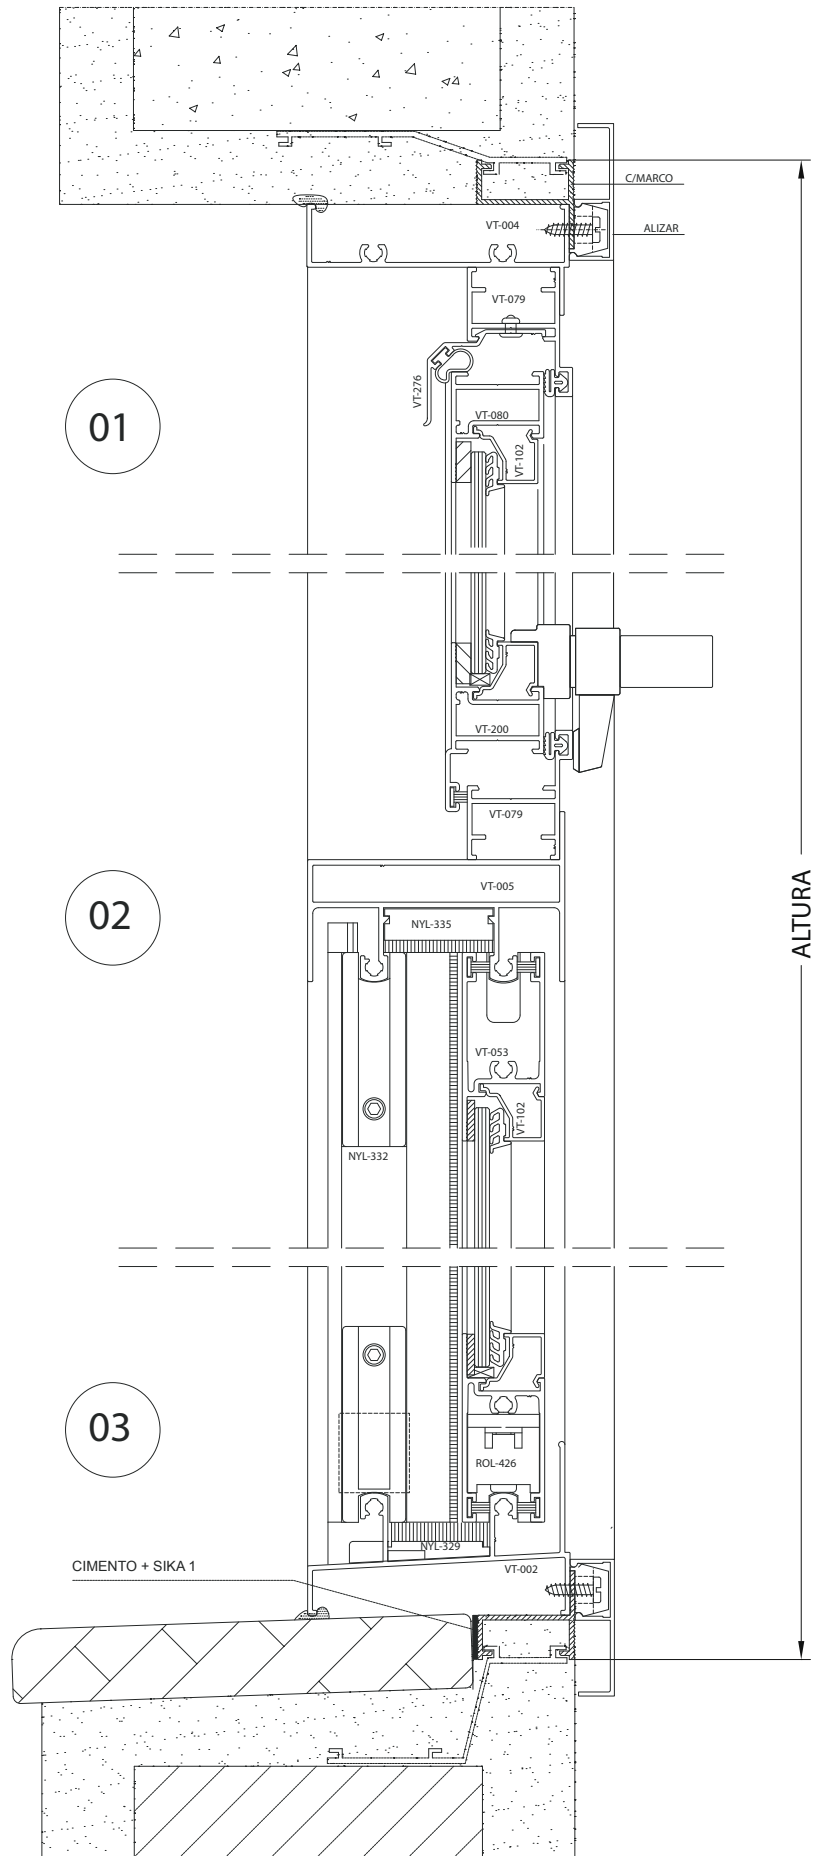 C/MARCO
VT-004
ALIZAR
VT-079
VT-276
01
VT-080
VT-102
VT-200
VT-079
ALTURA
VT-005
02
NYL-335
VT-053
VT-102
NYL-332
03
ROL-426
NYL-329
CIMENTO + SIKA 1
VT-002